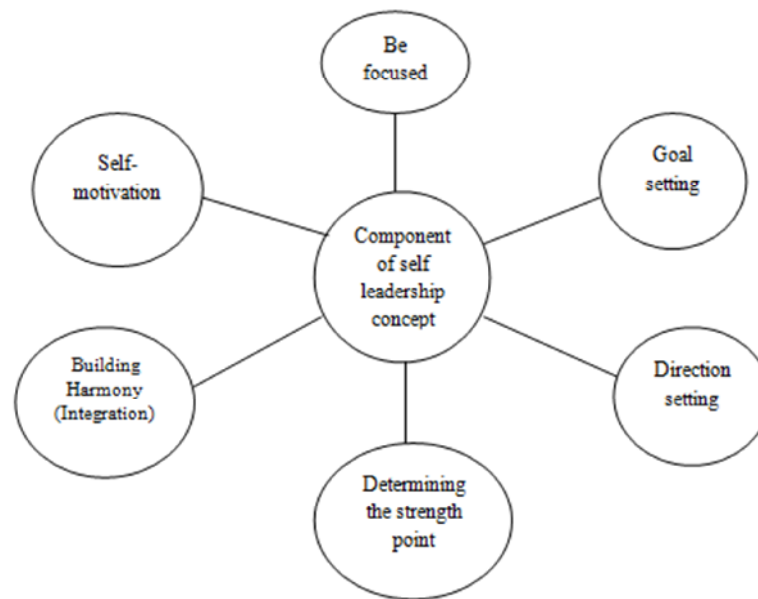 Be
focused
Self-
motivation
Goal
setting
Component
of self
leadership
concept
Building
Harmony
(Integration)
Direction
setting
Determining
the strength
point